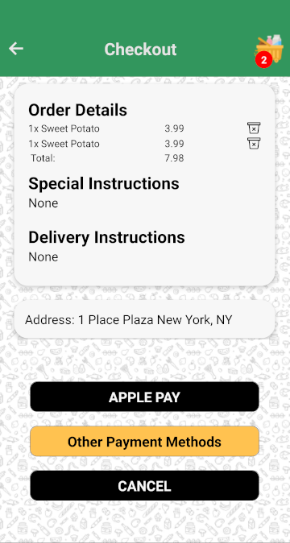 Checkout
2
Order Details
1x Sweet Potato 3.99
1x Sweet Potato 3.99
Total: 7.98
Special Instructions
None
Delivery Instructions
None
Address: 1 Place Plaza New York, NY
APPLE PAY
Other Payment Methods
CANCEL